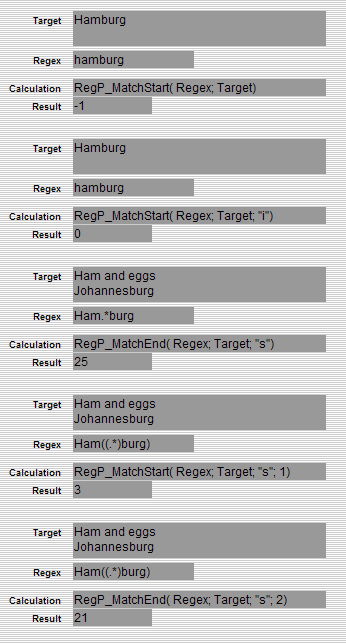 Target Hamburg
Regex hamburg
Calculation RegP_MatchStart( Regex; Target)
Result -1
Target Hamburg
Regex hamburg
Calculation RegP_MatchStart( Regex; Target; "i")
Result 0
Target Ham and eggs
Johannesburg
Regex Ham.*burg
Calculation RegP_MatchEnd( Regex; Target; "s")
Result 25
Target Ham and eggs
Johannesburg
Regex Ham((.*)burg)
Calculation RegP_MatchStart( Regex; Target; "s"; 1)
Result 3
Target Ham and eggs
Johannesburg
Regex Ham((.*)burg)
Calculation RegP_MatchEnd( Regex; Target; "s"; 2)
Result 21